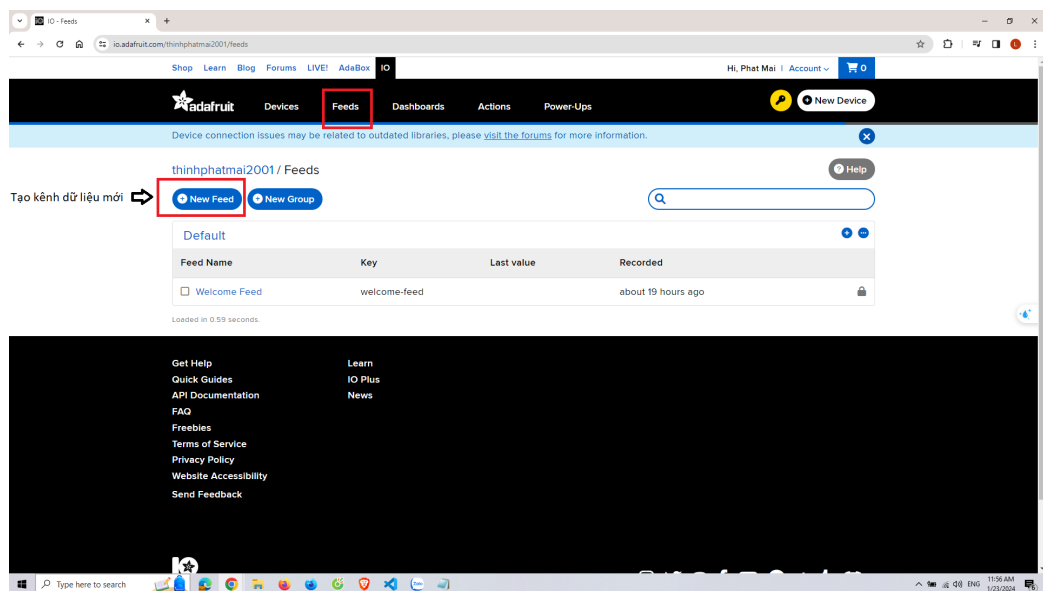 IO - Feeds
io.adafruit.com/thinhphatmai2001/feeds
Shop Learn Blog Forums LIVE! AdaBox IO
Hi, Phat Mai | Account 0
adafruit Devices Feeds Dashboards Actions Power-Ups New Device
Device connection issues may be related to outdated libraries, please visit the forums for more information.
thinhphatmai2001 / Feeds
Help
Tạo kênh dữ liệu mới
New Feed New Group
Default
Feed Name Key Last value Recorded
Welcome Feed welcome-feed about 19 hours ago
Loaded in 0.59 seconds.
Get Help
Quick Guides
API Documentation
FAQ
Freebies
Terms of Service
Privacy Policy
Website Accessibility
Send Feedback
Learn
IO Plus
News
IO
Type here to search
ENG
11:56 AM
1/23/2024